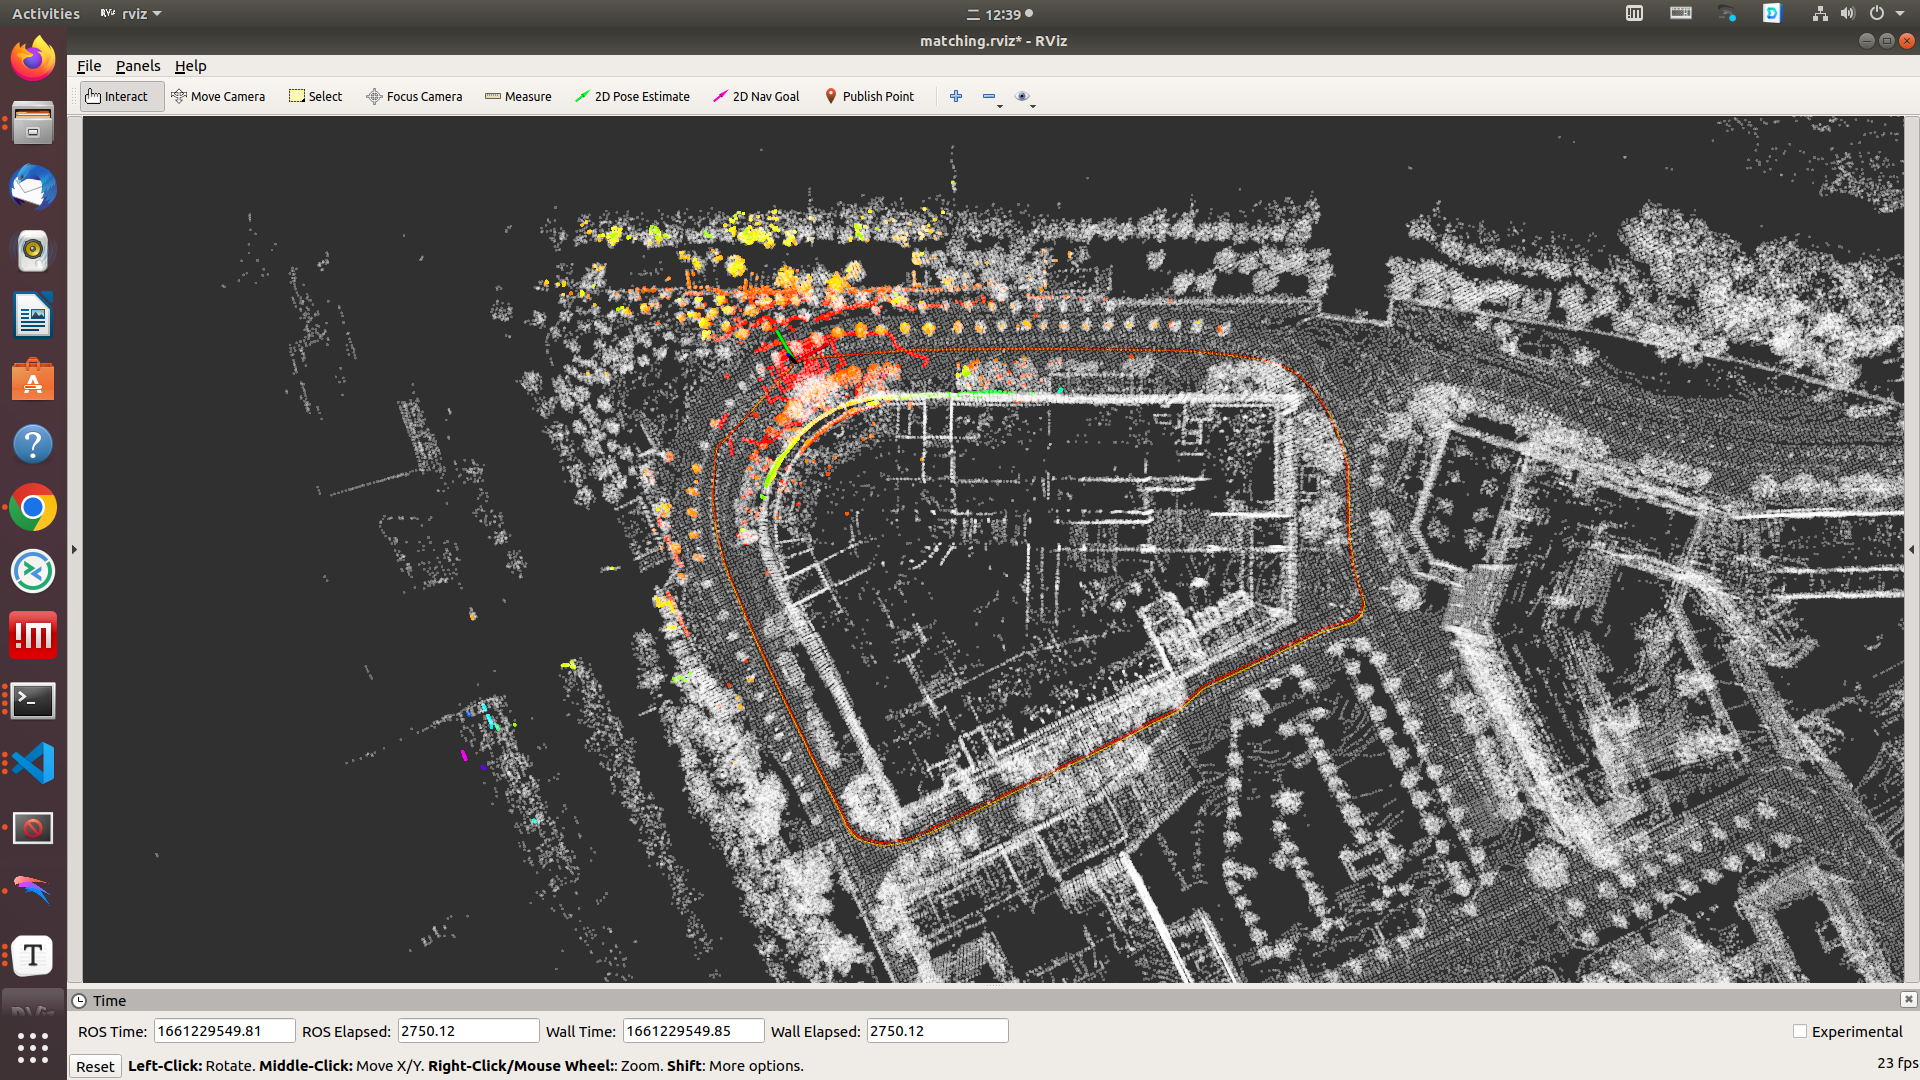 Activities
rviz
二 12:39
matching.rviz* - RViz
File Panels Help
Interact Move Camera Select Focus Camera Measure 2D Pose Estimate 2D Nav Goal Publish Point
Time
ROS Time: 1661229549.81 ROS Elapsed: 2750.12 Wall Time: 1661229549.85 Wall Elapsed: 2750.12 Experimental
Reset Left-Click: Rotate. Middle-Click: Move X/Y. Right-Click/Mouse Wheel:: Zoom. Shift: More options. 23 fps